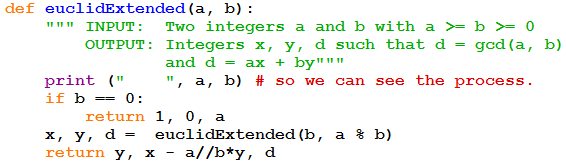 def euclidExtended(a, b):
    """ INPUT:  Two integers a and b with a >= b >= 0
        OUTPUT: Integers x, y, d such that d = gcd(a, b)
                and d = ax + by"""
    print ("    ", a, b) # so we can see the process.
    if b == 0:
        return 1, 0, a
    x, y, d =  euclidExtended(b, a % b)
    return y, x - a//b*y, d